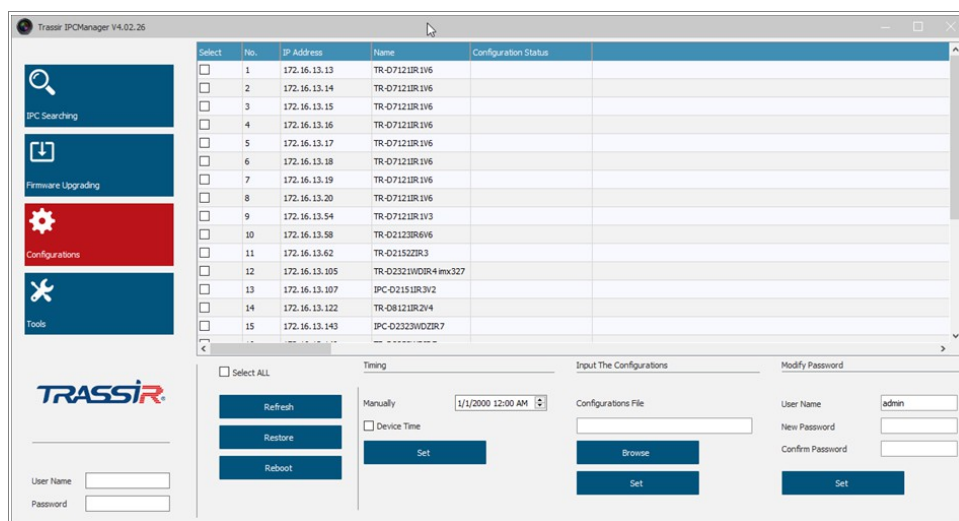 Trassir IPCManager V4.02.26
IPC Searching
Firmware Upgrading
Configurations
Tools
TRASSIR
User Name
Password
Select No. IP Address Name Configuration Status
1 172.16.13.13 TR-D7121IR1V6
2 172.16.13.14 TR-D7121IR1V6
3 172.16.13.15 TR-D7121IR1V6
4 172.16.13.16 TR-D7121IR1V6
5 172.16.13.17 TR-D7121IR1V6
6 172.16.13.18 TR-D7121IR1V6
7 172.16.13.19 TR-D7121IR1V6
8 172.16.13.20 TR-D7121IR1V6
9 172.16.13.54 TR-D7121IR1V3
10 172.16.13.58 TR-D2123IR6V6
11 172.16.13.62 TR-D2152ZIR3
12 172.16.13.105 TR-D2321WDIR4 imx327
13 172.16.13.107 IPC-D2151IR3V2
14 172.16.13.122 TR-D8121IR2V4
15 172.16.13.143 IPC-D2323WDZIR7
Select ALL
Refresh
Restore
Reboot
Timing
Manually 1/1/2000 12:00 AM
Device Time
Set
Input The Configurations
Configurations File
Browse
Set
Modify Password
User Name admin
New Password
Confirm Password
Set